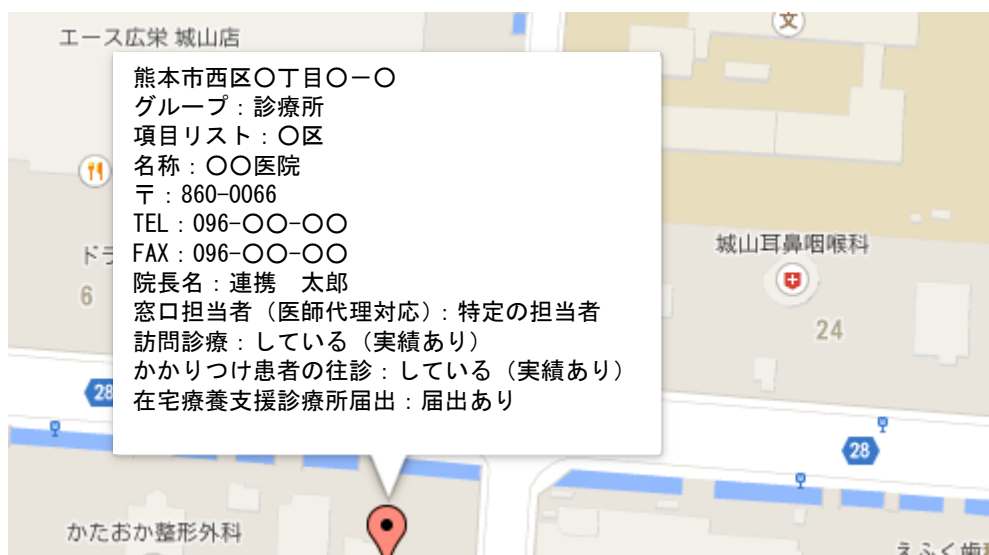 エース広栄 城山店
文
熊本市西区〇丁目〇－〇
グループ：診療所
項目リスト：〇区
名称：〇〇医院
〒：860-0066
TEL：096-〇〇-〇〇
FAX：096-〇〇-〇〇
院長名：連携　太郎
窓口担当者（医師代理対応）：特定の担当者
訪問診療：している（実績あり）
かかりつけ患者の往診：している（実績あり）
在宅療養支援診療所届出：届出あり
ドラ
6
城山耳鼻咽喉科
24
28
28
かたおか整形外科
えふく歯